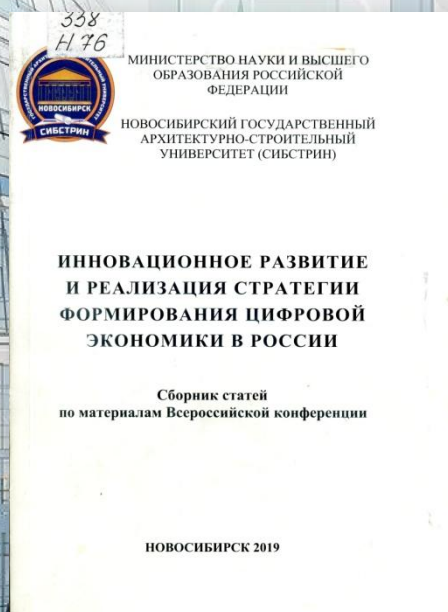 338
Н 76
НОВОСИБИРСК
СИБСТРИН
МИНИСТЕРСТВО НАУКИ И ВЫСШЕГО
ОБРАЗОВАНИЯ РОССИЙСКОЙ
ФЕДЕРАЦИИ
НОВОСИБИРСКИЙ ГОСУДАРСТВЕННЫЙ
АРХИТЕКТУРНО-СТРОИТЕЛЬНЫЙ
УНИВЕРСИТЕТ (СИБСТРИН)
ИННОВАЦИОННОЕ РАЗВИТИЕ
И РЕАЛИЗАЦИЯ СТРАТЕГИИ
ФОРМИРОВАНИЯ ЦИФРОВОЙ
ЭКОНОМИКИ В РОССИИ
Сборник статей
по материалам Всероссийской конференции
НОВОСИБИРСК 2019